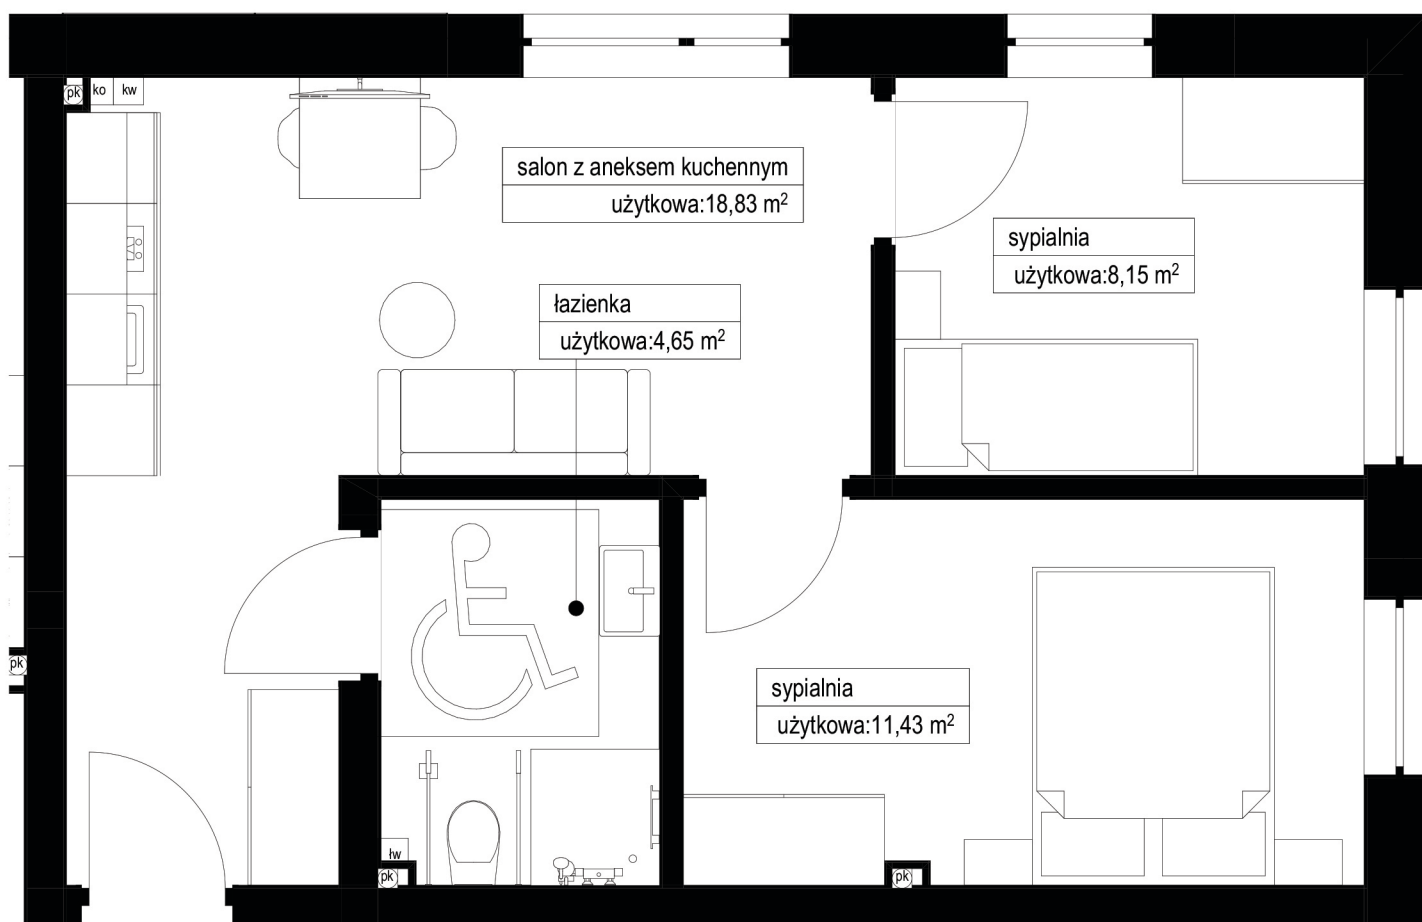 pk
ko
kw
salon z aneksem kuchennym
użytkowa:18,83 m²
sypialnia
użytkowa:8,15 m²
łazienka
użytkowa:4,65 m²
pk
sypialnia
użytkowa:11,43 m²
łw
pk
pk